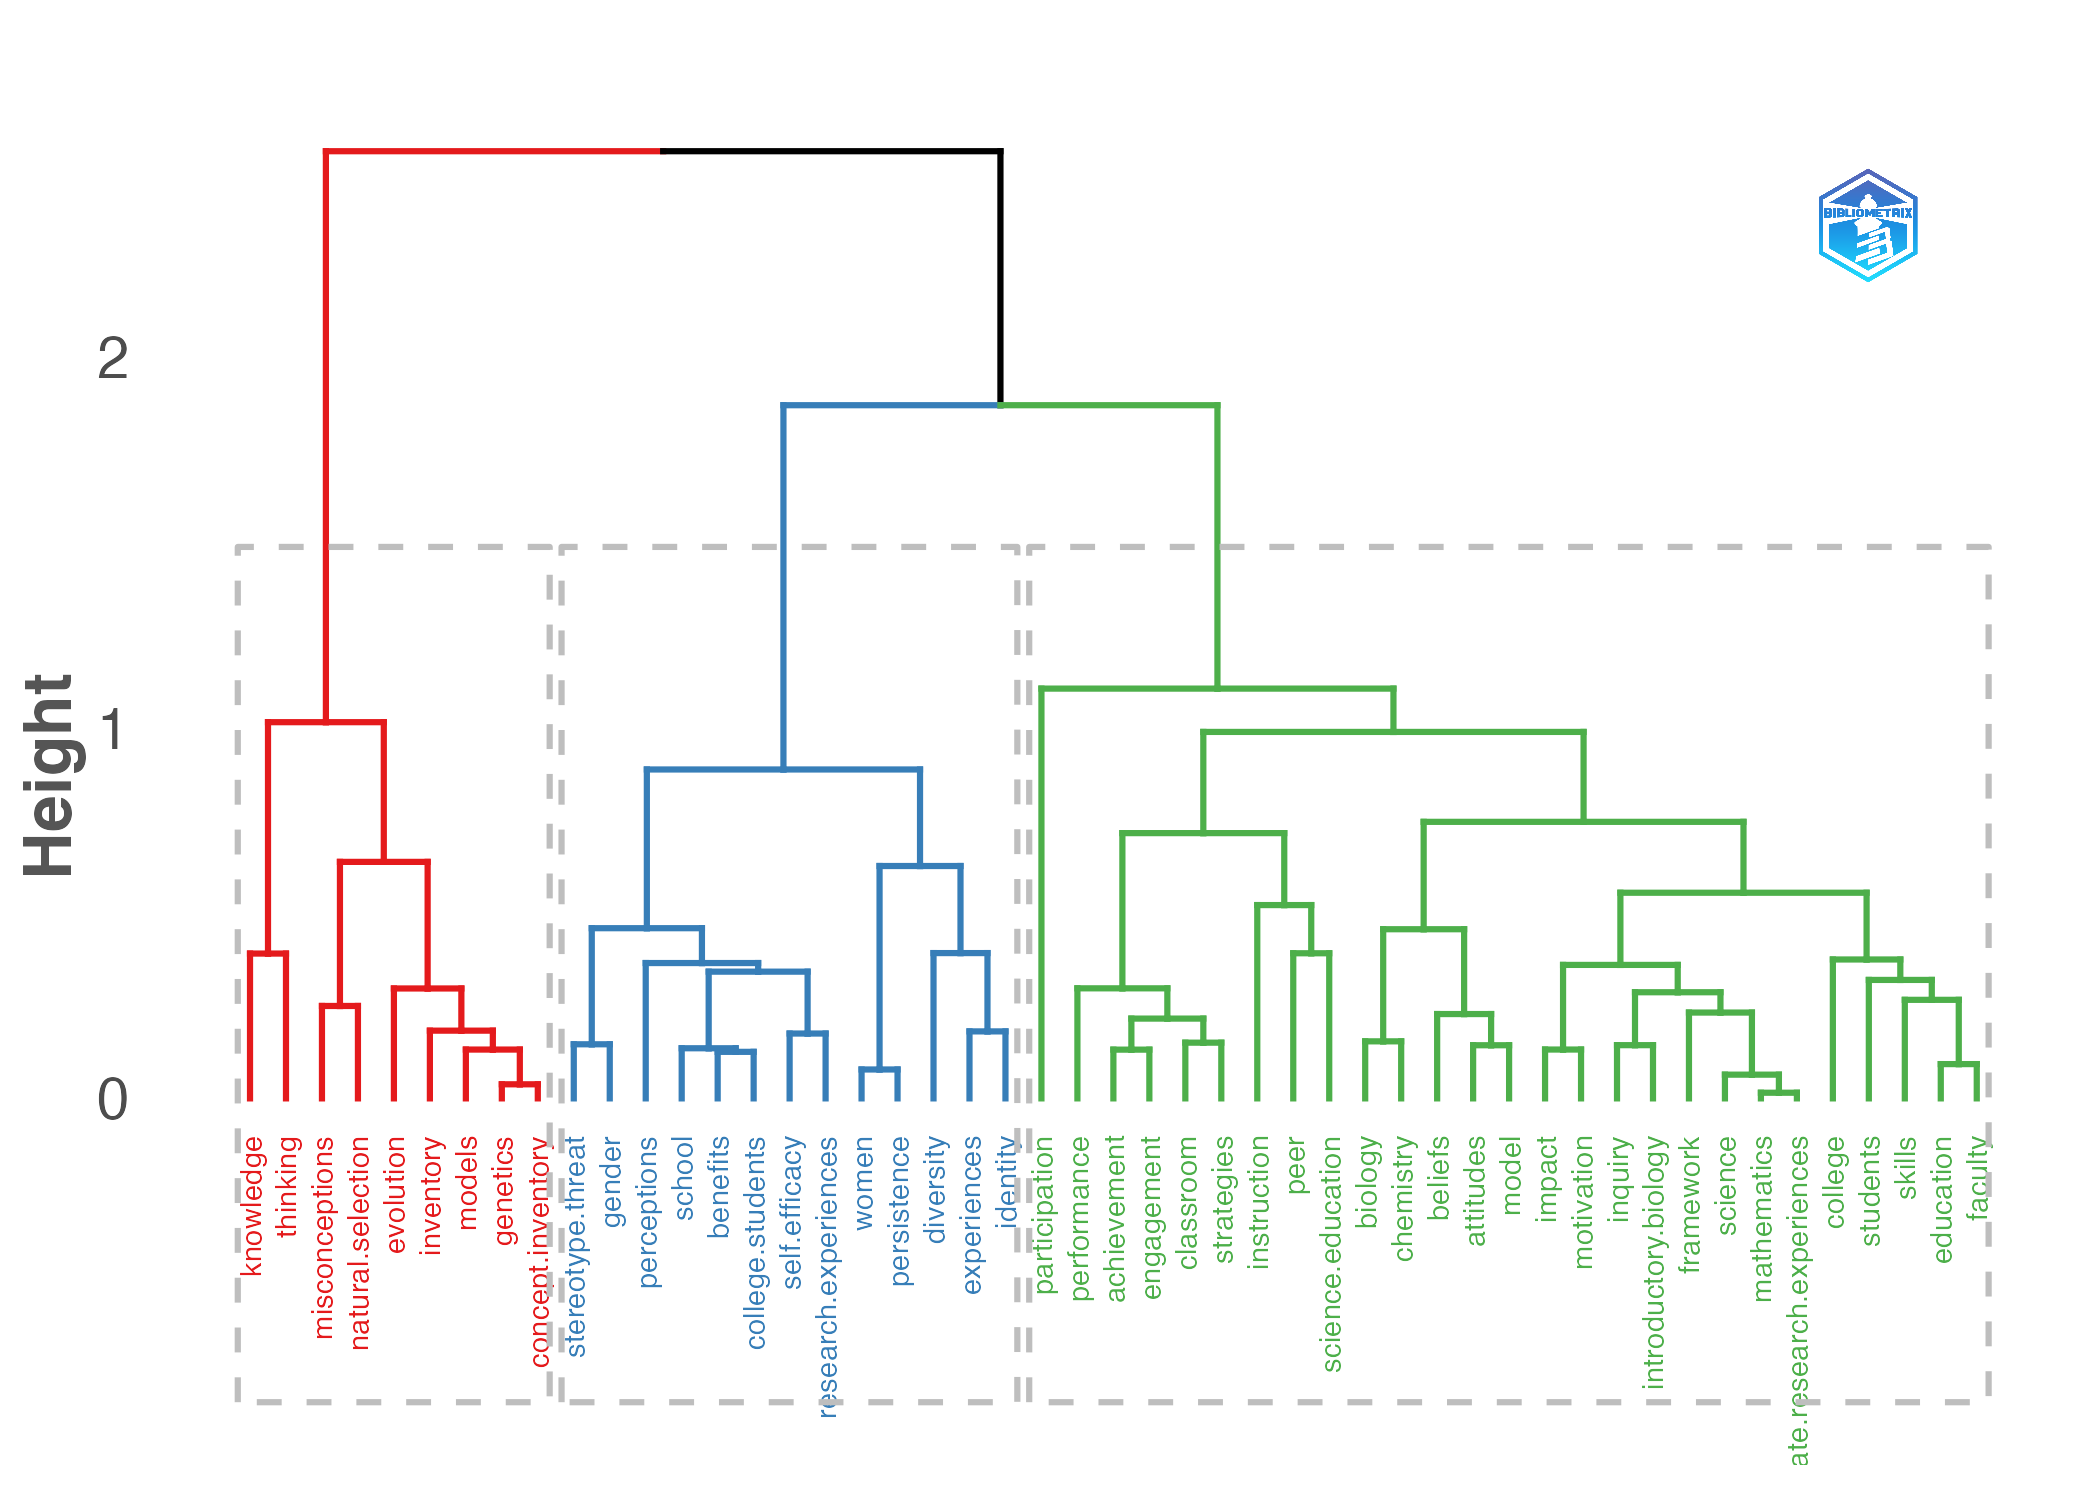 BIBLIOMETRIX
2
1
0
Height
knowledge
thinking
misconceptions
natural.selection
evolution
inventory
models
genetics
concept.inventory
stereotype.threat
gender
perceptions
school
benefits
college.students
self.efficacy
research.experiences
women
persistence
diversity
experiences
identity
participation
performance
achievement
engagement
classroom
strategies
instruction
peer
science.education
biology
chemistry
beliefs
attitudes
model
impact
motivation
inquiry
introductory.biology
framework
science
mathematics
ate.research.experiences
college
students
skills
education
faculty